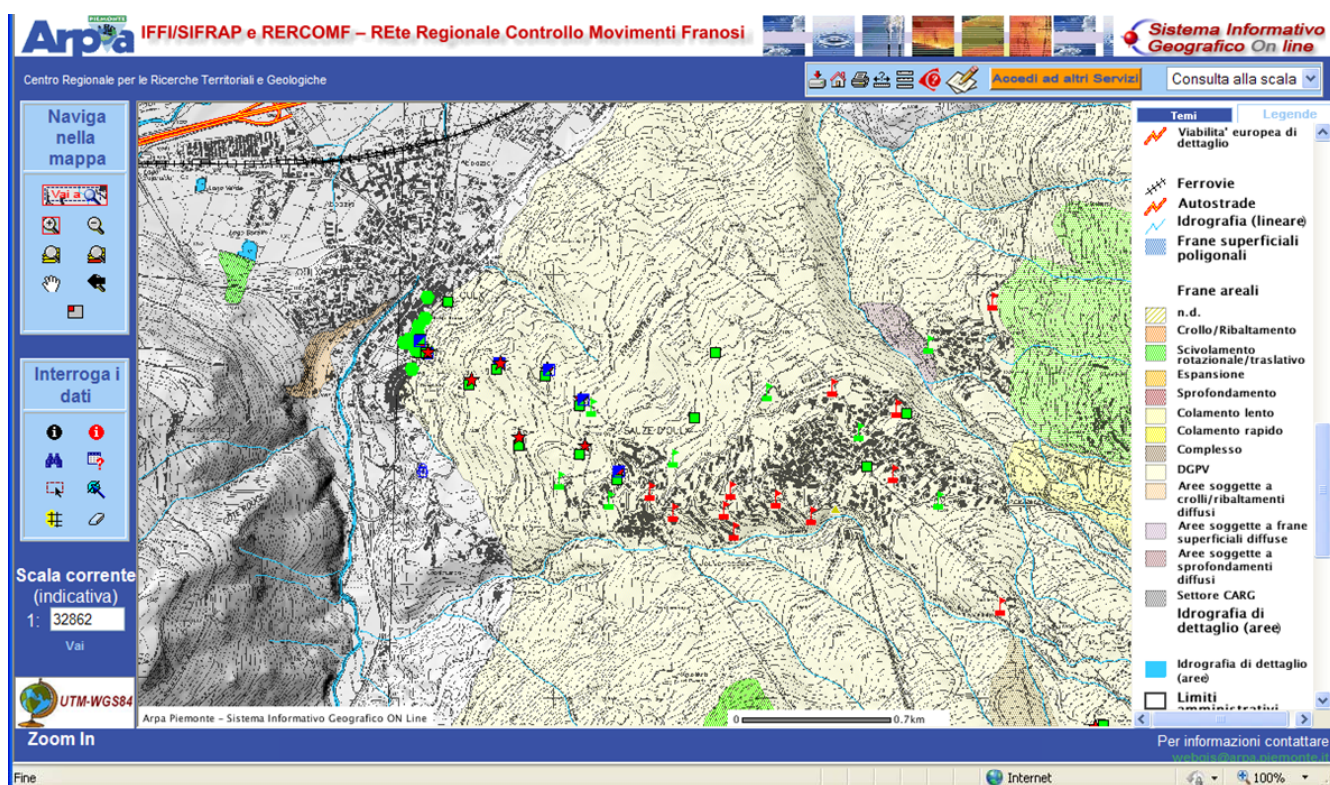 PIEMONTE
Arpa
IFFI/SIFRAP e RERCOMF – REte Regionale Controllo Movimenti Franosi
Sistema Informativo
Geografico On line
Centro Regionale per le Ricerche Territoriali e Geologiche
Accedi ad altri Servizi
Consulta alla scala
Naviga
nella
mappa
Vai a
Interroga i
dati
Scala corrente
(indicativa)
1: 32862
Vai
UTM-WGS84
SALZE-D'OULX
Arpa Piemonte – Sistema Informativo Geografico ON Line
0 0.7km
Temi
Legende
Viabilita' europea di
dettaglio
Ferrovie
Autostrade
Idrografia (lineare)
Frane superficiali
poligonali
Frane areali
n.d.
Crollo/Ribaltamento
Scivolamento
rotazionale/traslativo
Espansione
Sprofondamento
Colamento lento
Colamento rapido
Complesso
DGPV
Aree soggette a
crolli/ribaltamenti
diffusi
Aree soggette a frane
superficiali diffuse
Aree soggette a
sprofondamenti
diffusi
Settore CARG
Idrografia di
dettaglio (aree)
Idrografia di dettaglio
(aree)
Limiti
amministrativi
Zoom In
Per informazioni contattare
webgis@arpa.piemonte.it
Fine
Internet
100%